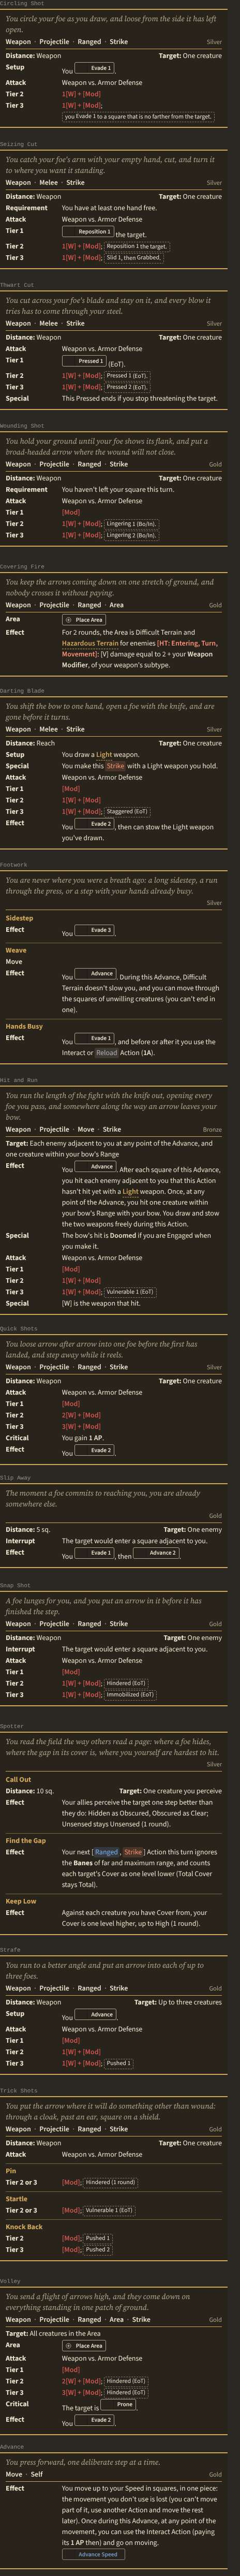 Circling Shot
You circle your foe as you draw, and loose from the side it has left
open.
Weapon · Projectile · Ranged · Strike Silver
Distance: Weapon Target: One creature
Setup You Evade 1.
Attack Weapon vs. Armor Defense
Tier 2 1[W] + [Mod]
Tier 3 1[W] + [Mod];
you Evade 1 to a square that is no farther from the target.
Seizing Cut
You catch your foe's arm with your empty hand, cut, and turn it
to where you want it standing.
Weapon · Melee · Strike Silver
Distance: Weapon Target: One creature
Requirement You have at least one hand free.
Attack Weapon vs. Armor Defense
Tier 1 Reposition 1 the target.
Tier 2 1[W] + [Mod]; Reposition 1 the target.
Tier 3 1[W] + [Mod]; Slid 1, then Grabbed.
Thwart Cut
You cut across your foe's blade and stay on it, and every blow it
tries has to come through your steel.
Weapon · Melee · Strike Silver
Distance: Weapon Target: One creature
Attack Weapon vs. Armor Defense
Tier 1 Pressed 1 (EoT).
Tier 2 1[W] + [Mod]; Pressed 1 (EoT).
Tier 3 1[W] + [Mod]; Pressed 2 (EoT).
Special This Pressed ends if you stop threatening the target.
Wounding Shot
You hold your ground until your foe shows its flank, and put a
broad-headed arrow where the wound will not close.
Weapon · Projectile · Ranged · Strike Gold
Distance: Weapon Target: One creature
Requirement You haven't left your square this turn.
Attack Weapon vs. Armor Defense
Tier 1 [Mod]
Tier 2 1[W] + [Mod]; Lingering 1 (Bo/In).
Tier 3 1[W] + [Mod]; Lingering 2 (Bo/In).
Covering Fire
You keep the arrows coming down on one stretch of ground, and
nobody crosses it without paying.
Weapon · Projectile · Ranged · Area Gold
Area Place Area
Effect For 2 rounds, the Area is Difficult Terrain and
Hazardous Terrain for enemies [HT: Entering, Turn,
Movement]: [V] damage equal to 2 + your Weapon
Modifier, of your weapon's subtype.
Darting Blade
You shift the bow to one hand, open a foe with the knife, and are
gone before it turns.
Weapon · Melee · Strike Silver
Distance: Reach Target: One creature
Setup You draw a Light weapon.
Special You make this Strike with a Light weapon you hold.
Attack Weapon vs. Armor Defense
Tier 1 [Mod]
Tier 2 1[W] + [Mod]
Tier 3 1[W] + [Mod]; Staggered (EoT)
Effect You Evade 2, then can stow the Light weapon
you've drawn.
Footwork
You are never where you were a breath ago: a long sidestep, a run
through the press, or a step with your hands already busy.
Silver
Sidestep
Effect You Evade 3.
Weave
Move
Effect You Advance. During this Advance, Difficult
Terrain doesn't slow you, and you can move through
the squares of unwilling creatures (you can't end in
one).
Hands Busy
Effect You Evade 1, and before or after it you use the
Interact or Reload Action (1A).
Hit and Run
You run the length of the fight with the knife out, opening every
foe you pass, and somewhere along the way an arrow leaves your
bow.
Weapon · Projectile · Move · Strike Bronze
Target: Each enemy adjacent to you at any point of the Advance, and
one creature within your bow's Range
Effect You Advance. After each square of this Advance,
you hit each enemy adjacent to you that this Action
hasn't hit yet with a Light weapon. Once, at any
point of the Advance, you hit one creature within
your bow's Range with your bow. You draw and stow
the two weapons freely during this Action.
Special The bow's hit is Doomed if you are Engaged when
you make it.
Attack Weapon vs. Armor Defense
Tier 1 [Mod]
Tier 2 1[W] + [Mod]
Tier 3 1[W] + [Mod]; Vulnerable 1 (EoT)
Special [W] is the weapon that hit.
Quick Shots
You loose arrow after arrow into one foe before the first has
landed, and step away while it reels.
Weapon · Projectile · Ranged · Strike Silver
Distance: Weapon Target: One creature
Attack Weapon vs. Armor Defense
Tier 1 [Mod]
Tier 2 2[W] + [Mod]
Tier 3 3[W] + [Mod]
Critical You gain 1 AP.
Effect You Evade 2.
Slip Away
The moment a foe commits to reaching you, you are already
somewhere else.
Gold
Distance: 5 sq. Target: One enemy
Interrupt The target would enter a square adjacent to you.
Effect You Evade 1, then Advance 2.
Snap Shot
A foe lunges for you, and you put an arrow in it before it has
finished the step.
Weapon · Projectile · Ranged · Strike Gold
Distance: Weapon Target: One enemy
Interrupt The target would enter a square adjacent to you.
Attack Weapon vs. Armor Defense
Tier 1 [Mod]
Tier 2 1[W] + [Mod]; Hindered (EoT)
Tier 3 1[W] + [Mod]; Immobilized (EoT)
Spotter
You read the field the way others read a page: where a foe hides,
where the gap in its cover is, where you yourself are hardest to hit.
Silver
Call Out
Distance: 10 sq. Target: One creature you perceive
Effect Your allies perceive the target one step better than
they do: Hidden as Obscured, Obscured as Clear;
Unsensed stays Unsensed (1 round).
Find the Gap
Effect Your next [ Ranged , Strike ] Action this turn ignores
the Banes of far and maximum range, and counts
each target's Cover as one level lower (Total Cover
stays Total).
Keep Low
Effect Against each creature you have Cover from, your
Cover is one level higher, up to High (1 round).
Strafe
You run to a better angle and put an arrow into each of up to
three foes.
Weapon · Projectile · Ranged · Strike Gold
Distance: Weapon Target: Up to three creatures
Setup You Advance.
Attack Weapon vs. Armor Defense
Tier 1 [Mod]
Tier 2 1[W] + [Mod]
Tier 3 1[W] + [Mod]; Pushed 1
Trick Shots
You put the arrow where it will do something other than wound:
through a cloak, past an ear, square on a shield.
Weapon · Projectile · Ranged · Strike Gold
Distance: Weapon Target: One creature
Attack Weapon vs. Armor Defense
Pin
Tier 2 or 3 [Mod]; Hindered (1 round)
Startle
Tier 2 or 3 [Mod]; Vulnerable 1 (EoT)
Knock Back
Tier 2 [Mod]; Pushed 1
Tier 3 [Mod]; Pushed 2
Volley
You send a flight of arrows high, and they come down on
everything standing in one patch of ground.
Weapon · Projectile · Ranged · Area · Strike Gold
Target: All creatures in the Area
Area Place Area
Attack Weapon vs. Armor Defense
Tier 1 [Mod]
Tier 2 2[W] + [Mod]; Hindered (EoT)
Tier 3 3[W] + [Mod]; Hindered (EoT)
Critical The target is Prone.
Effect You Evade 2.
Advance
You press forward, one deliberate step at a time.
Move · Self Gold
Effect You move up to your Speed in squares, in one piece:
the movement you don't use is lost (you can't move
part of it, use another Action and move the rest
later). Once during this Advance, at any point of the
movement, you can use the Interact Action (paying
its 1 AP then) and go on moving.
Advance Speed